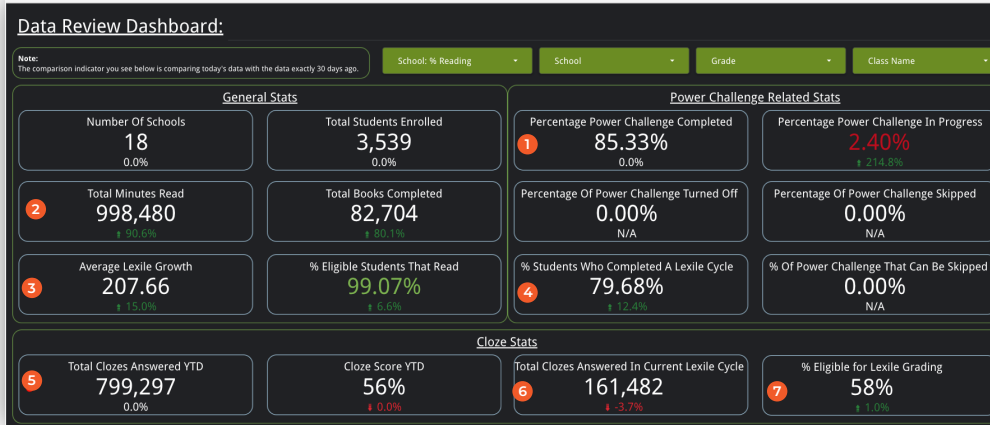 Data Review Dashboard:
Note:
The comparison indicator you see below is comparing today's data with the data exactly 30 days ago.
School: % Reading
School
Grade
Class Name
General Stats
Number Of Schools
18
0.0%
Total Students Enrolled
3,539
0.0%
2
Total Minutes Read
998,480
90.6%
Total Books Completed
82,704
80.1%
3
Average Lexile Growth
207.66
15.0%
% Eligible Students That Read
99.07%
6.6%
Power Challenge Related Stats
1
Percentage Power Challenge Completed
85.33%
0.0%
Percentage Power Challenge In Progress
2.40%
214.8%
Percentage Of Power Challenge Turned Off
0.00%
N/A
Percentage Of Power Challenge Skipped
0.00%
N/A
4
% Students Who Completed A Lexile Cycle
79.68%
12.4%
% Of Power Challenge That Can Be Skipped
0.00%
N/A
Cloze Stats
5
Total Clozes Answered YTD
799,297
0.0%
Cloze Score YTD
56%
0.0%
6
Total Clozes Answered In Current Lexile Cycle
161,482
-3.7%
7
% Eligible for Lexile Grading
58%
1.0%